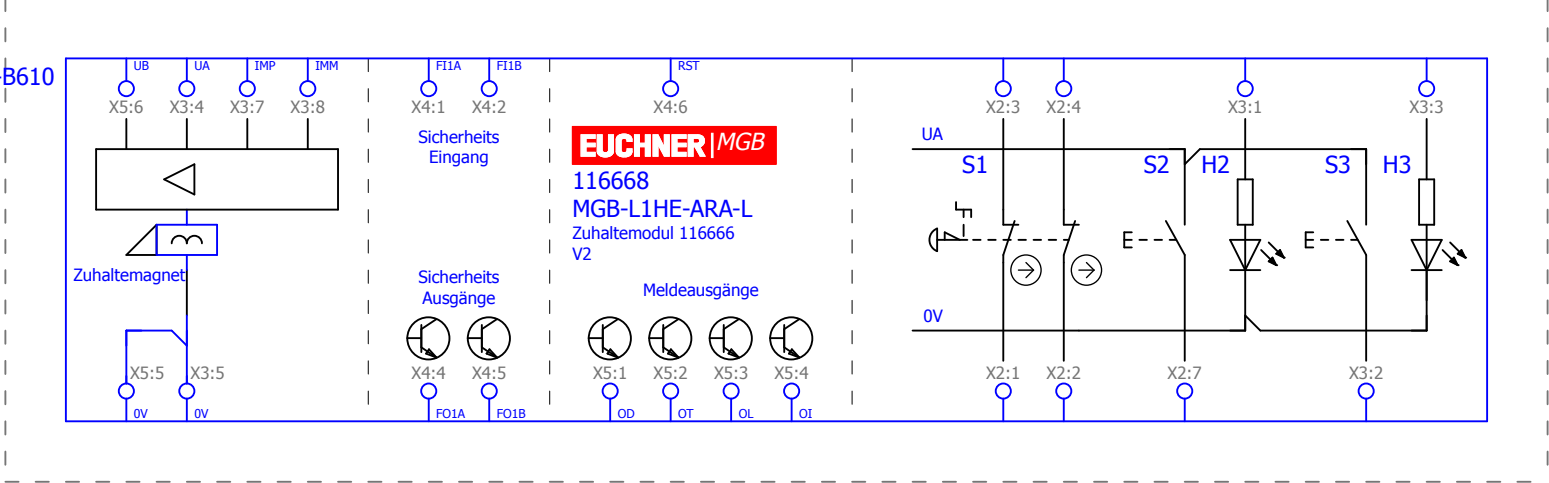 UB UA IMP IMM FI1A FI1B RST
-B610
X5:6 X3:4 X3:7 X3:8 X4:1 X4:2 X4:6 X2:3 X2:4 X3:1 X3:3
Sicherheits
Eingang
EUCHNER|MGB
116668
MGB-L1HE-ARA-L
Zuhaltemodul 116666
V2
UA
S1 S2 H2 S3 H3
Zuhaltemagnet
Sicherheits
Ausgänge
Meldeausgänge
0V
X5:5 X3:5 X4:4 X4:5 X5:1 X5:2 X5:3 X5:4 X2:1 X2:2 X2:7 X3:2
0V 0V FO1A FO1B OD OT OL OI